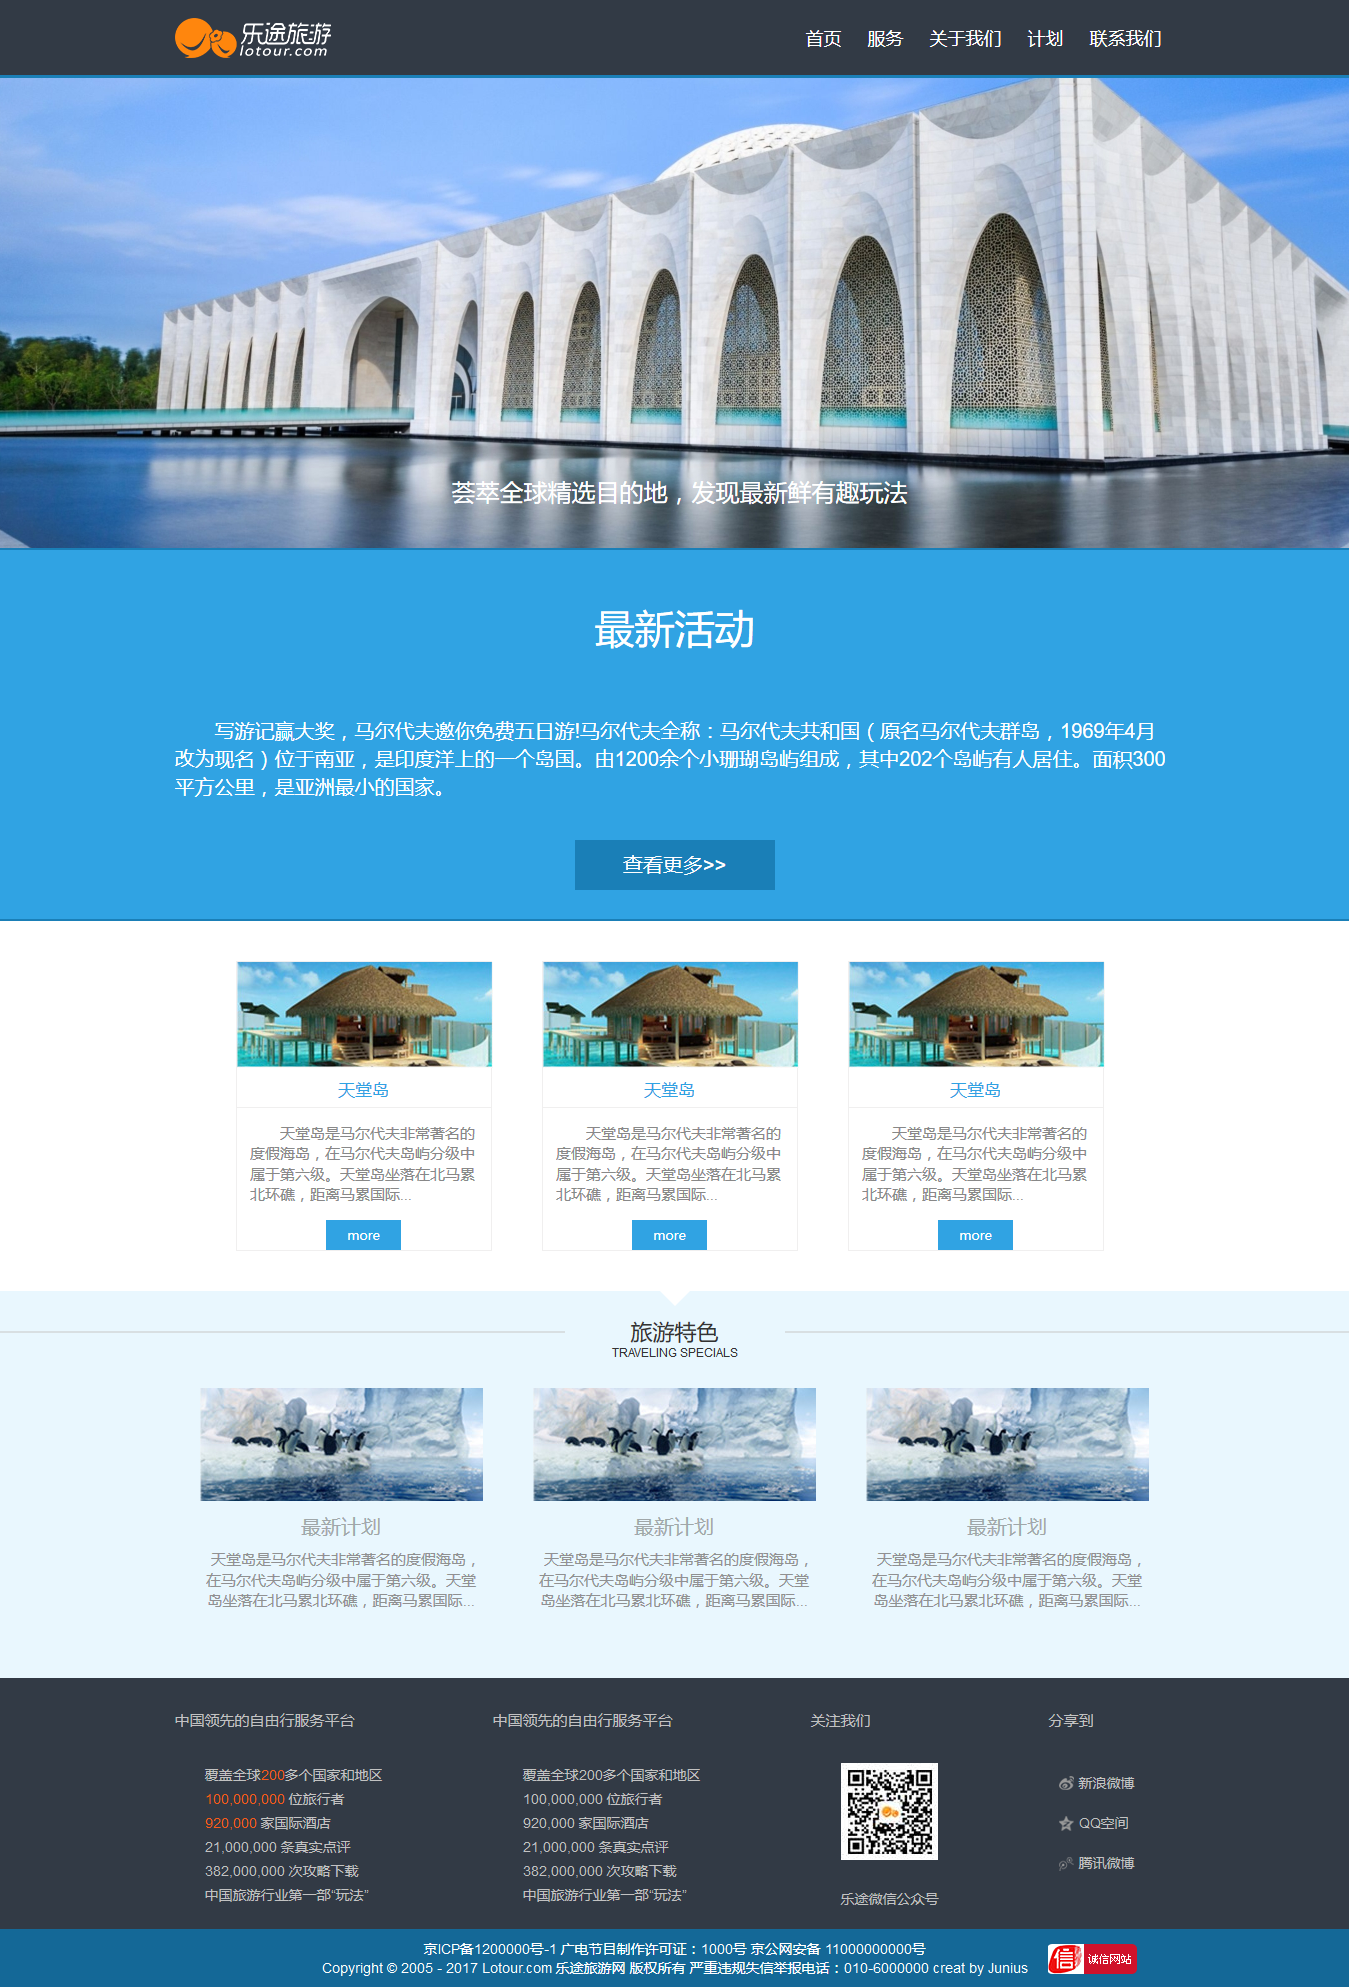 乐途旅游
lotour.com
首页 服务 关于我们 计划 联系我们
荟萃全球精选目的地，发现最新鲜有趣玩法
最新活动
写游记赢大奖，马尔代夫邀你免费五日游!马尔代夫全称：马尔代夫共和国（原名马尔代夫群岛，1969年4月
改为现名）位于南亚，是印度洋上的一个岛国。由1200余个小珊瑚岛屿组成，其中202个岛屿有人居住。面积300
平方公里，是亚洲最小的国家。
查看更多>>
天堂岛
天堂岛是马尔代夫非常著名的
度假海岛，在马尔代夫岛屿分级中
属于第六级。天堂岛坐落在北马累
北环礁，距离马累国际...
more
天堂岛
天堂岛是马尔代夫非常著名的
度假海岛，在马尔代夫岛屿分级中
属于第六级。天堂岛坐落在北马累
北环礁，距离马累国际...
more
天堂岛
天堂岛是马尔代夫非常著名的
度假海岛，在马尔代夫岛屿分级中
属于第六级。天堂岛坐落在北马累
北环礁，距离马累国际...
more
旅游特色
TRAVELING SPECIALS
最新计划
天堂岛是马尔代夫非常著名的度假海岛，
在马尔代夫岛屿分级中属于第六级。天堂
岛坐落在北马累北环礁，距离马累国际...
最新计划
天堂岛是马尔代夫非常著名的度假海岛，
在马尔代夫岛屿分级中属于第六级。天堂
岛坐落在北马累北环礁，距离马累国际...
最新计划
天堂岛是马尔代夫非常著名的度假海岛，
在马尔代夫岛屿分级中属于第六级。天堂
岛坐落在北马累北环礁，距离马累国际...
中国领先的自由行服务平台
覆盖全球200多个国家和地区
100,000,000 位旅行者
920,000 家国际酒店
21,000,000 条真实点评
382,000,000 次攻略下载
中国旅游行业第一部“玩法”
中国领先的自由行服务平台
覆盖全球200多个国家和地区
100,000,000 位旅行者
920,000 家国际酒店
21,000,000 条真实点评
382,000,000 次攻略下载
中国旅游行业第一部“玩法”
关注我们
乐途微信公众号
分享到
新浪微博
QQ空间
腾讯微博
京ICP备1200000号-1 广电节目制作许可证：1000号 京公网安备 11000000000号
Copyright © 2005 - 2017 Lotour.com 乐途旅游网 版权所有 严重违规失信举报电话：010-6000000 creat by Junius
信 诚信网站